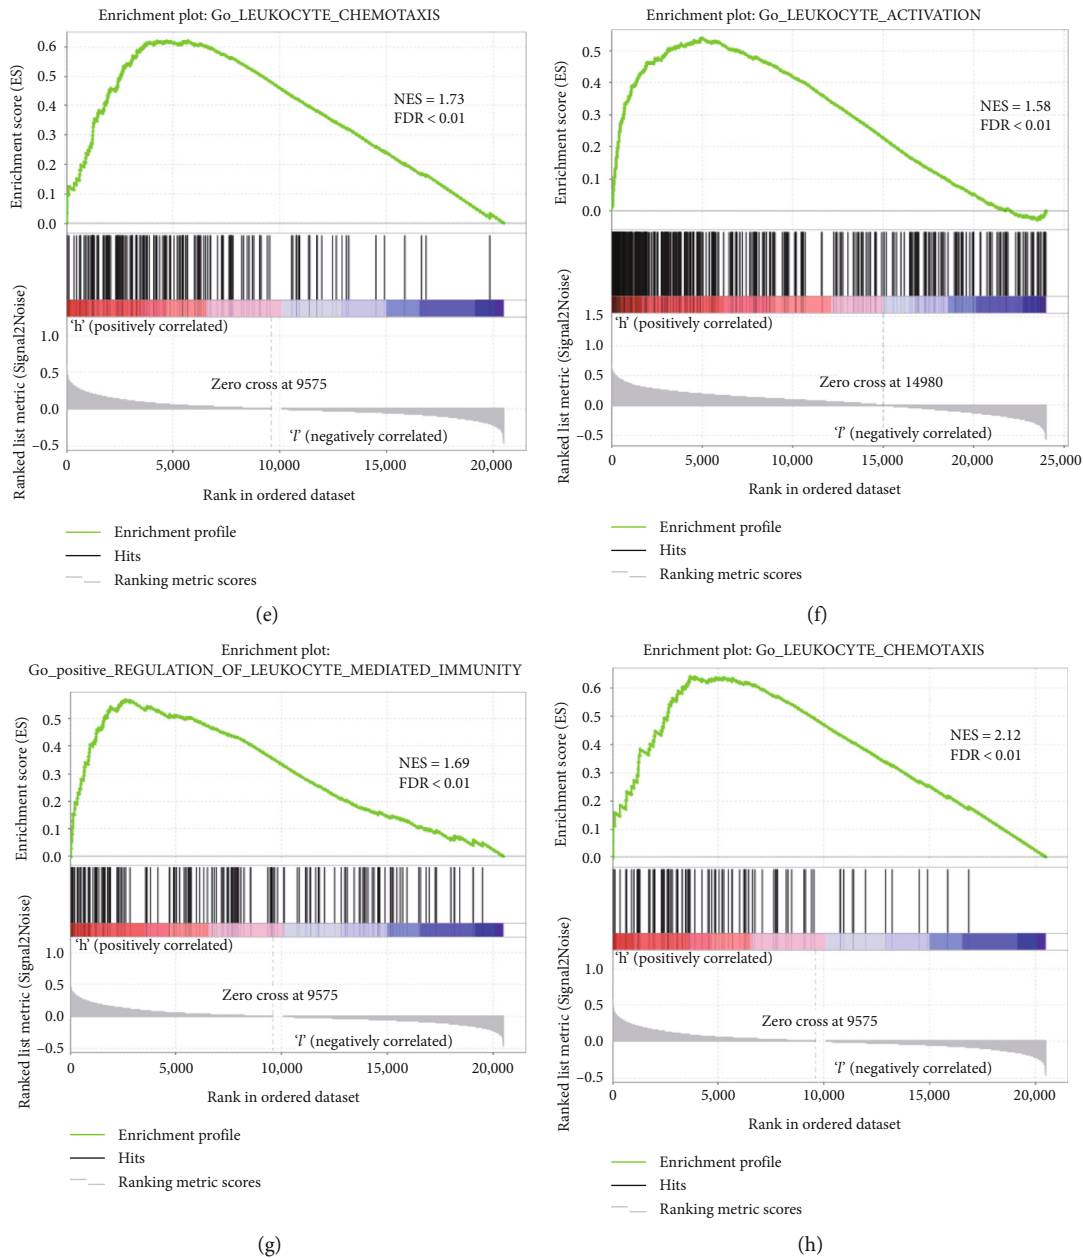 Enrichment plot: Go_LEUKOCYTE_CHEMOTAXIS
Enrichment score (ES)
0.6
0.5
0.4
0.3
0.2
0.1
0.0
NES = 1.73
FDR < 0.01
Ranked list metric (Signal2Noise)
‘h’ (positively correlated)
1.0
0.5
0.0
–0.5
Zero cross at 9575
‘l’ (negatively correlated)
0 5,000 10,000 15,000 20,000
Rank in ordered dataset
Enrichment profile
Hits
Ranking metric scores
(e)
Enrichment plot: Go_LEUKOCYTE_ACTIVATION
Enrichment score (ES)
0.5
0.4
0.3
0.2
0.1
0.0
NES = 1.58
FDR < 0.01
Ranked list metric (Signal2Noise)
‘h’ (positively correlated)
1.5
1.0
0.5
0.0
–0.5
Zero cross at 14980
‘l’ (negatively correlated)
0 5,000 10,000 15,000 20,000 25,000
Rank in ordered dataset
Enrichment profile
Hits
Ranking metric scores
(f)
Enrichment plot:
Go_positive_REGULATION_OF_LEUKOCYTE_MEDIATED_IMMUNITY
Enrichment score (ES)
0.5
0.4
0.3
0.2
0.1
0.0
NES = 1.69
FDR < 0.01
Ranked list metric (Signal2Noise)
‘h’ (positively correlated)
1.0
0.5
0.0
–0.5
Zero cross at 9575
‘l’ (negatively correlated)
0 5,000 10,000 15,000 20,000
Rank in ordered dataset
Enrichment profile
Hits
Ranking metric scores
(g)
Enrichment plot: Go_LEUKOCYTE_CHEMOTAXIS
Enrichment score (ES)
0.6
0.5
0.4
0.3
0.2
0.1
0.0
NES = 2.12
FDR < 0.01
Ranked list metric (Signal2Noise)
‘h’ (positively correlated)
1.0
0.5
0.0
–0.5
Zero cross at 9575
‘l’ (negatively correlated)
0 5,000 10,000 15,000 20,000
Rank in ordered dataset
Enrichment profile
Hits
Ranking metric scores
(h)